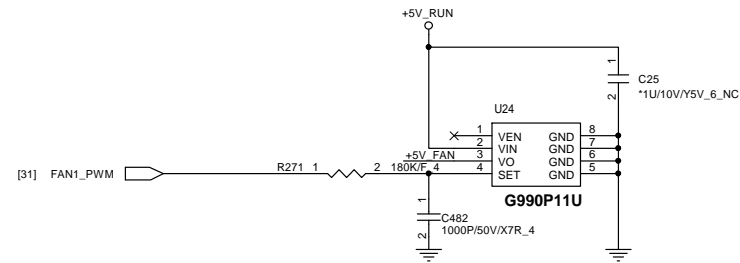 +5V_RUN
1
C25
2
*1U/10V/Y5V_6_NC
U24
1 VEN GND 8
2 VIN GND 7
+5V_FAN 3 VO GND 6
[31] FAN1_PWM R271 1 2 180K/F_4 4 SET GND 5
G990P11U
1
C482
1000P/50V/X7R_4
2